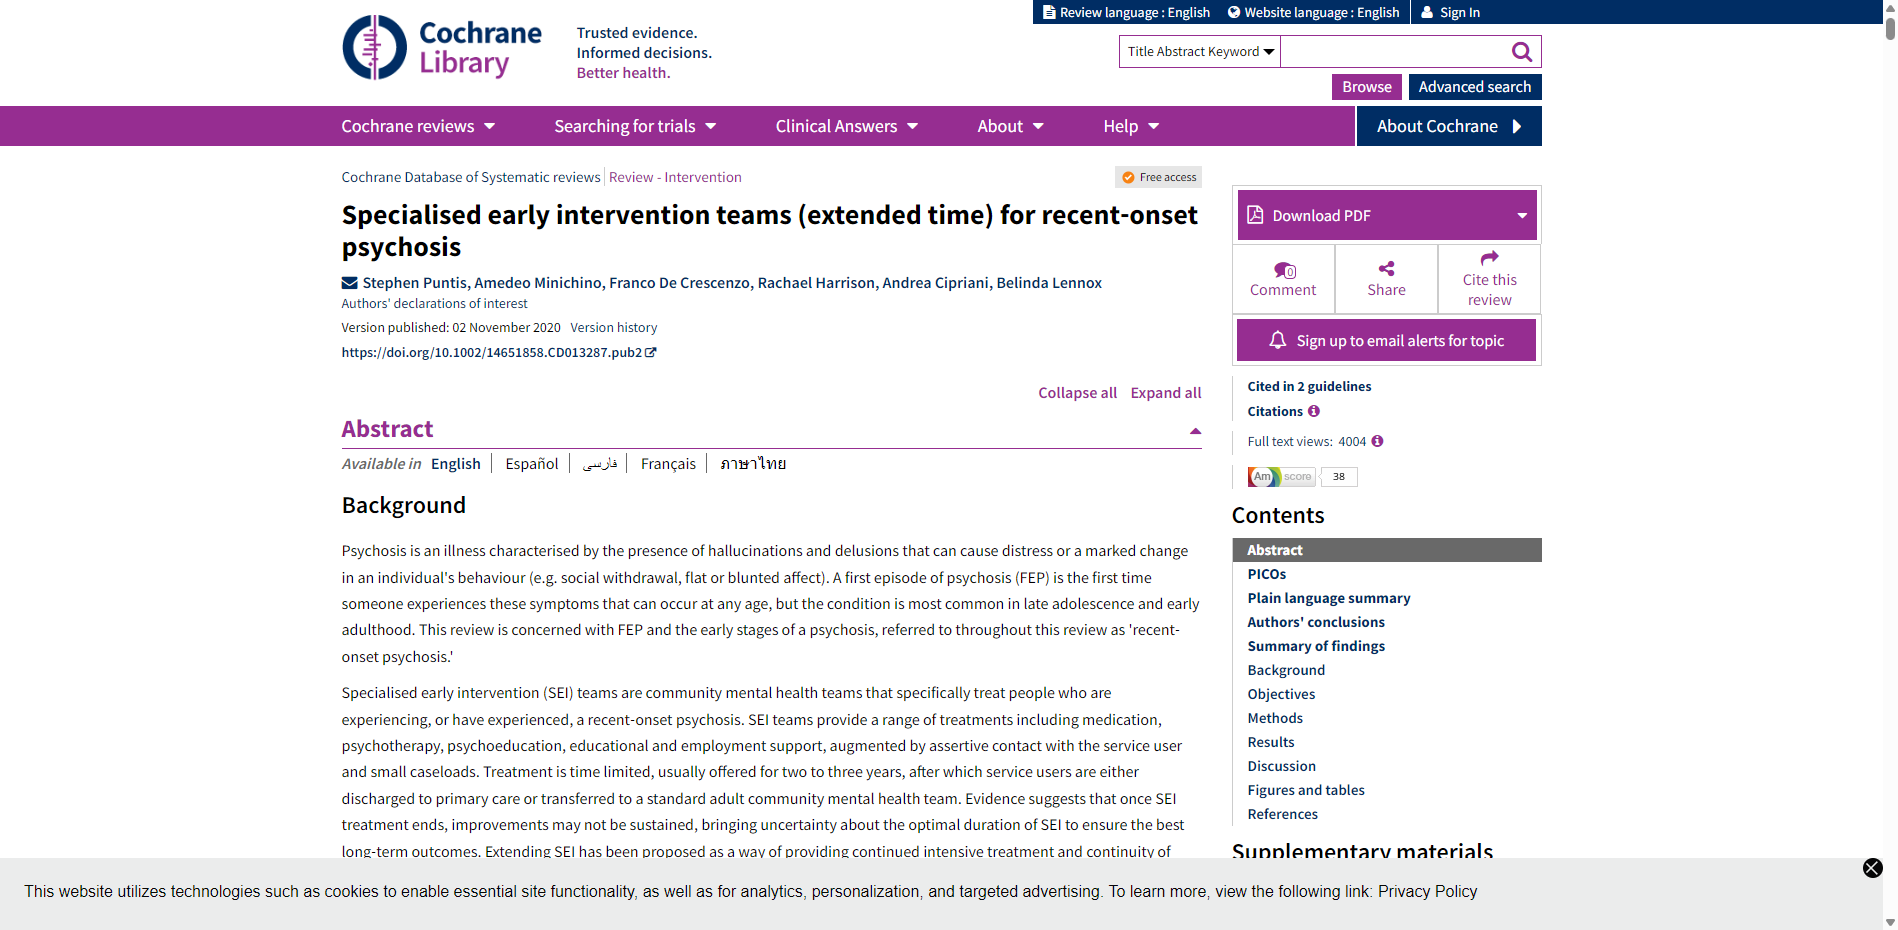 Review language : English
Website language : English
Sign In
Cochrane
Library
Trusted evidence.
Informed decisions.
Better health.
Title Abstract Keyword
Browse
Advanced search
Cochrane reviews
Searching for trials
Clinical Answers
About
Help
About Cochrane
Cochrane Database of Systematic reviews
Review - Intervention
Free access
Specialised early intervention teams (extended time) for recent-onset
psychosis
Stephen Puntis, Amedeo Minichino, Franco De Crescenzo, Rachael Harrison, Andrea Cipriani, Belinda Lennox
Authors' declarations of interest
Version published: 02 November 2020 Version history
https://doi.org/10.1002/14651858.CD013287.pub2
Collapse all Expand all
Abstract
Available in English Español فارسی Français ภาษาไทย
Background
Psychosis is an illness characterised by the presence of hallucinations and delusions that can cause distress or a marked change
in an individual's behaviour (e.g. social withdrawal, flat or blunted affect). A first episode of psychosis (FEP) is the first time
someone experiences these symptoms that can occur at any age, but the condition is most common in late adolescence and early
adulthood. This review is concerned with FEP and the early stages of a psychosis, referred to throughout this review as 'recent-
onset psychosis.'
Specialised early intervention (SEI) teams are community mental health teams that specifically treat people who are
experiencing, or have experienced, a recent-onset psychosis. SEI teams provide a range of treatments including medication,
psychotherapy, psychoeducation, educational and employment support, augmented by assertive contact with the service user
and small caseloads. Treatment is time limited, usually offered for two to three years, after which service users are either
discharged to primary care or transferred to a standard adult community mental health team. Evidence suggests that once SEI
treatment ends, improvements may not be sustained, bringing uncertainty about the optimal duration of SEI to ensure the best
long-term outcomes. Extending SEI has been proposed as a way of providing continued intensive treatment and continuity of
Download PDF
0
Comment
Share
Cite this
review
Sign up to email alerts for topic
Cited in 2 guidelines
Citations
Full text views: 4004
Am score 38
Contents
Abstract
PICOs
Plain language summary
Authors' conclusions
Summary of findings
Background
Objectives
Methods
Results
Discussion
Figures and tables
References
Supplementary materials
This website utilizes technologies such as cookies to enable essential site functionality, as well as for analytics, personalization, and targeted advertising. To learn more, view the following link: Privacy Policy